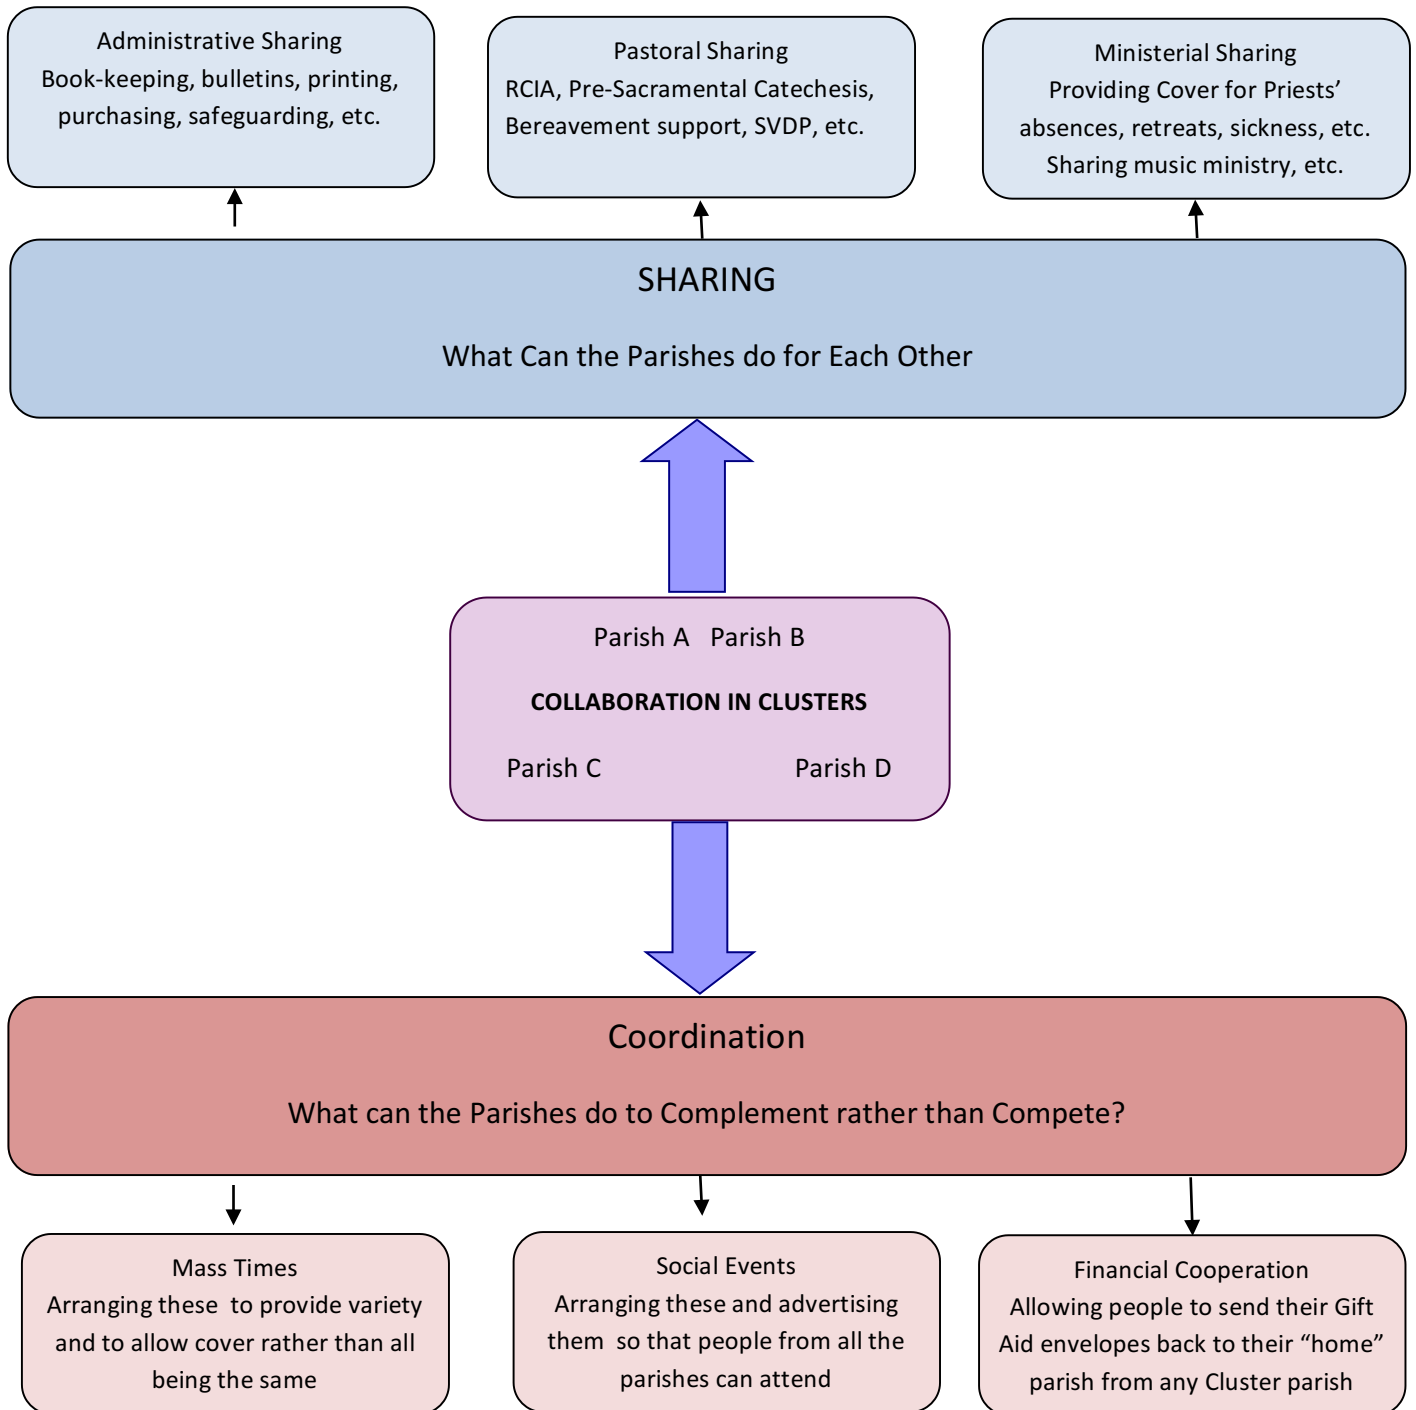 Administrative Sharing
Book-keeping, bulletins, printing,
purchasing, safeguarding, etc.
Pastoral Sharing
RCIA, Pre-Sacramental Catechesis,
Bereavement support, SVDP, etc.
Ministerial Sharing
Providing Cover for Priests’
absences, retreats, sickness, etc.
Sharing music ministry, etc.
SHARING
What Can the Parishes do for Each Other
Parish A Parish B
COLLABORATION IN CLUSTERS
Parish C Parish D
Coordination
What can the Parishes do to Complement rather than Compete?
Mass Times
Arranging these to provide variety
and to allow cover rather than all
being the same
Social Events
Arranging these and advertising
them so that people from all the
parishes can attend
Financial Cooperation
Allowing people to send their Gift
Aid envelopes back to their “home”
parish from any Cluster parish